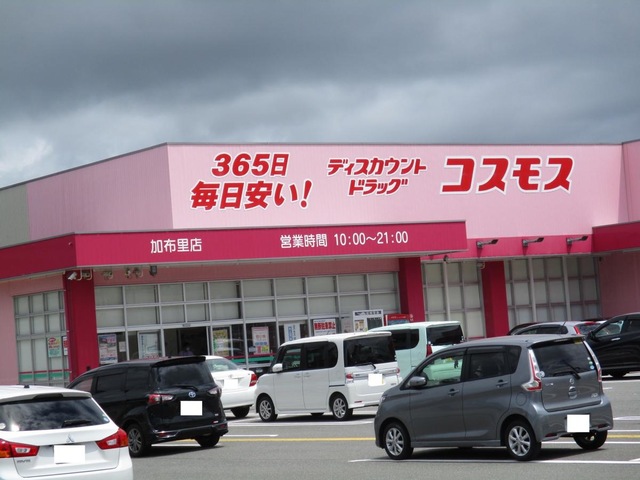 365日
毎日安い!
ディスカウント
ドラッグ
コスモス
加布里店
営業時間 10:00～21:00